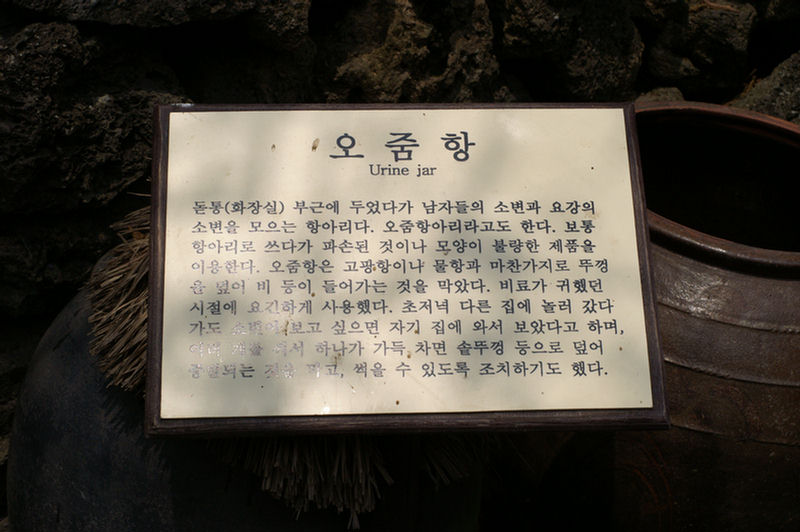 오줌항
Urine jar
돋통(화장실) 부근에 두었다가 남자들의 소변과 요강의
소변을 모으는 항아리다. 오줌항아리라고도 한다. 보통
항아리로 쓰다가 파손된 것이나 모양이 불량한 제품을
이용한다. 오줌항은 고팡항이나 물항과 마찬가지로 뚜껑
을 덮어 비 등이 들어가는 것을 막았다. 비료가 귀했던
시절에 요긴하게 사용했다. 초저녁 다른 집에 놀러 갔다
가도 소변이 보고 싶으면 자기 집에 와서 보았다고 하며,
하나가 가득 차면 솔뚜껑 등으로 덮어
막고, 썩을 수 있도록 조치하기도 했다.